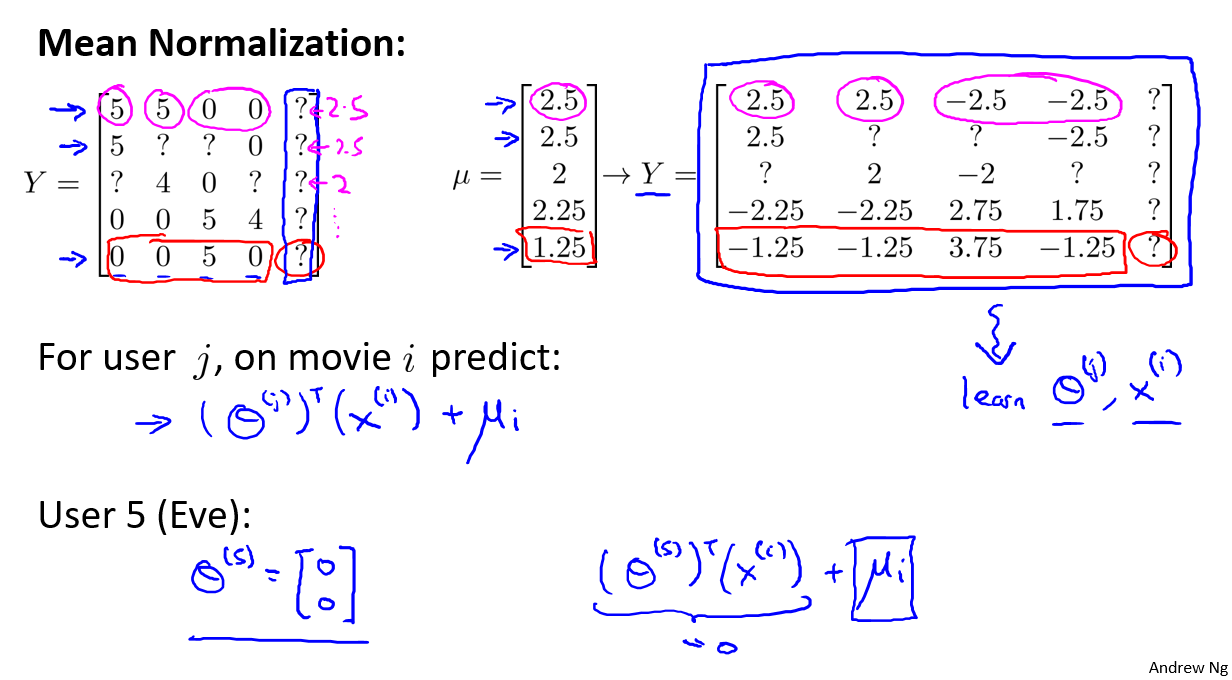 Mean Normalization:
5 5 0 0 ? ←2.5
5 ? ? 0 ? ←2.5
Y = ? 4 0 ? ? ←2
0 0 5 4 ? ⋮
0 0 5 0 ?
2.5
2.5
μ = 2
2.25
1.25
2.5 2.5 −2.5 −2.5 ?
2.5 ? ? −2.5 ?
→ Y = ? 2 −2 ? ?
−2.25 −2.25 2.75 1.75 ?
−1.25 −1.25 3.75 −1.25 ?
For user j, on movie i predict:
→ (θ^(j))^T (x^(i)) + μ_i
learn θ^(j), x^(i)
User 5 (Eve):
θ^(5) = [0
0]
(θ^(5))^T (x^(i)) + μ_i
= 0
Andrew Ng